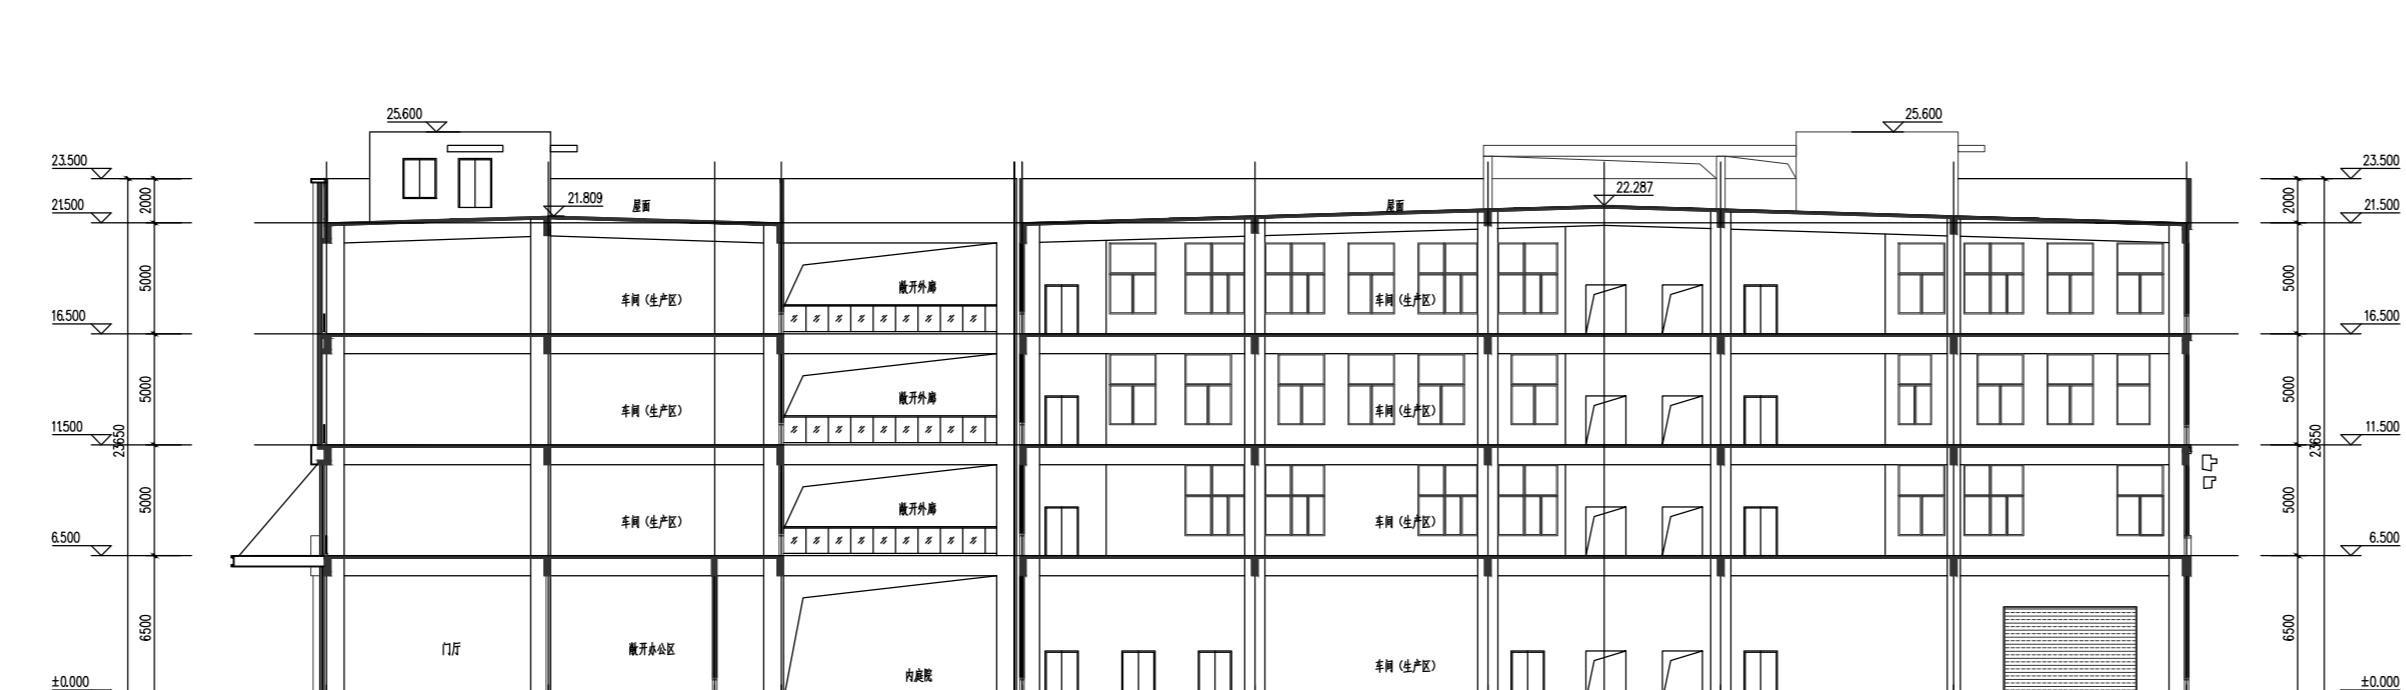 25.600
25.600
23.500
23.500
2000
21.809
屋面
屋面
22.287
2000
21.500
21.500
5000
车间（生产区）
敞开外廊
车间（生产区）
5000
16.500
16.500
5000
车间（生产区）
敞开外廊
车间（生产区）
5000
11.500
23650
23650
11.500
5000
车间（生产区）
敞开外廊
车间（生产区）
5000
6.500
6.500
6500
门厅
敞开办公区
内庭院
车间（生产区）
6500
±0.000
±0.000